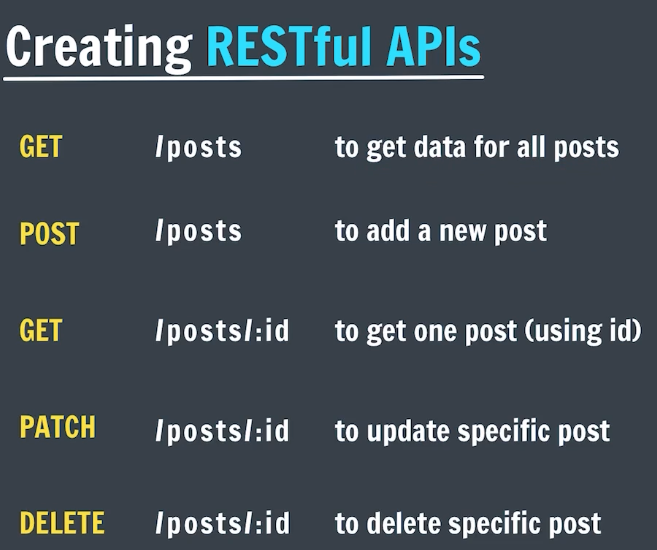 Creating RESTful APIs
GET /posts to get data for all posts
POST /posts to add a new post
GET /posts/:id to get one post (using id)
PATCH /posts/:id to update specific post
DELETE /posts/:id to delete specific post